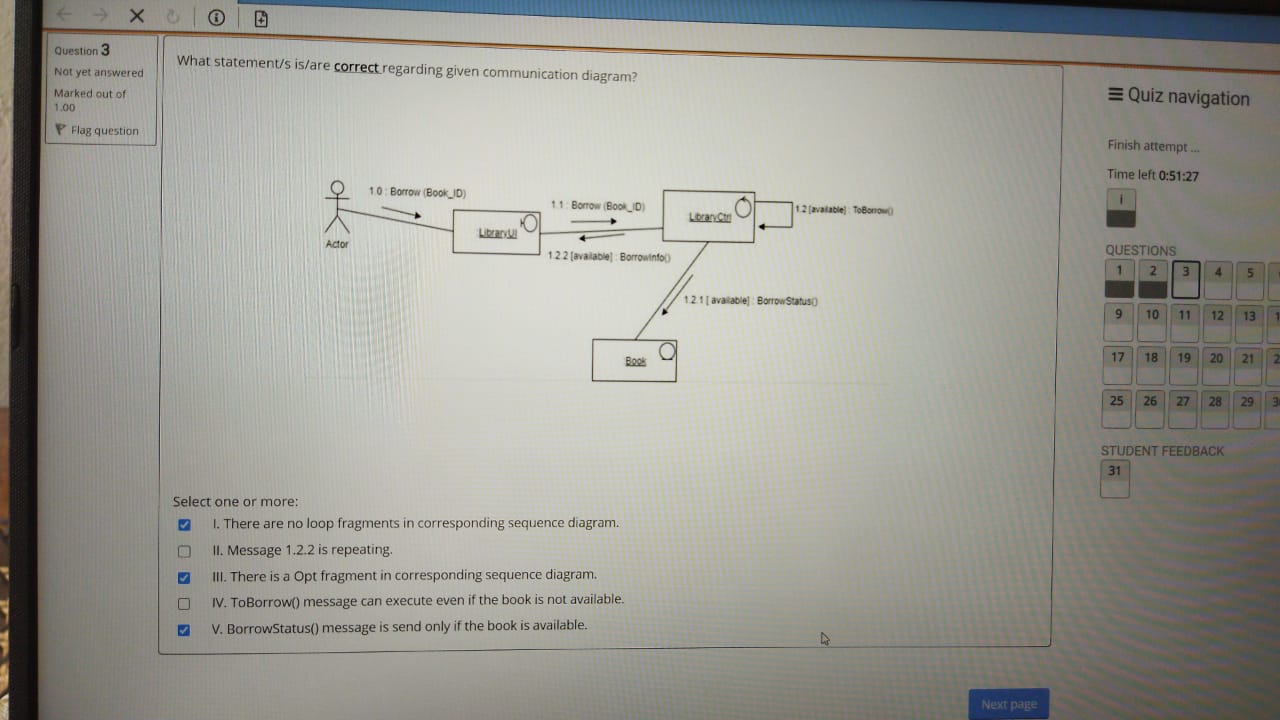 Question 3
Not yet answered
Marked out of
1.00
Flag question
What statement/s is/are correct regarding given communication diagram?
1.0 : Borrow (Book_ID)
Actor
LibraryUI
1.1 : Borrow (Book_ID)
1.2.2 [available] : BorrowInfo()
LibraryCtrl
1.2 [available] : ToBorrow()
1.2.1 [ available] : BorrowStatus()
Book
Select one or more:
I. There are no loop fragments in corresponding sequence diagram.
II. Message 1.2.2 is repeating.
III. There is a Opt fragment in corresponding sequence diagram.
IV. ToBorrow() message can execute even if the book is not available.
V. BorrowStatus() message is send only if the book is available.
Next page
Quiz navigation
Finish attempt ...
Time left 0:51:27
i
QUESTIONS
1 2 3 4 5
9 10 11 12 13
17 18 19 20 21
25 26 27 28 29
STUDENT FEEDBACK
31